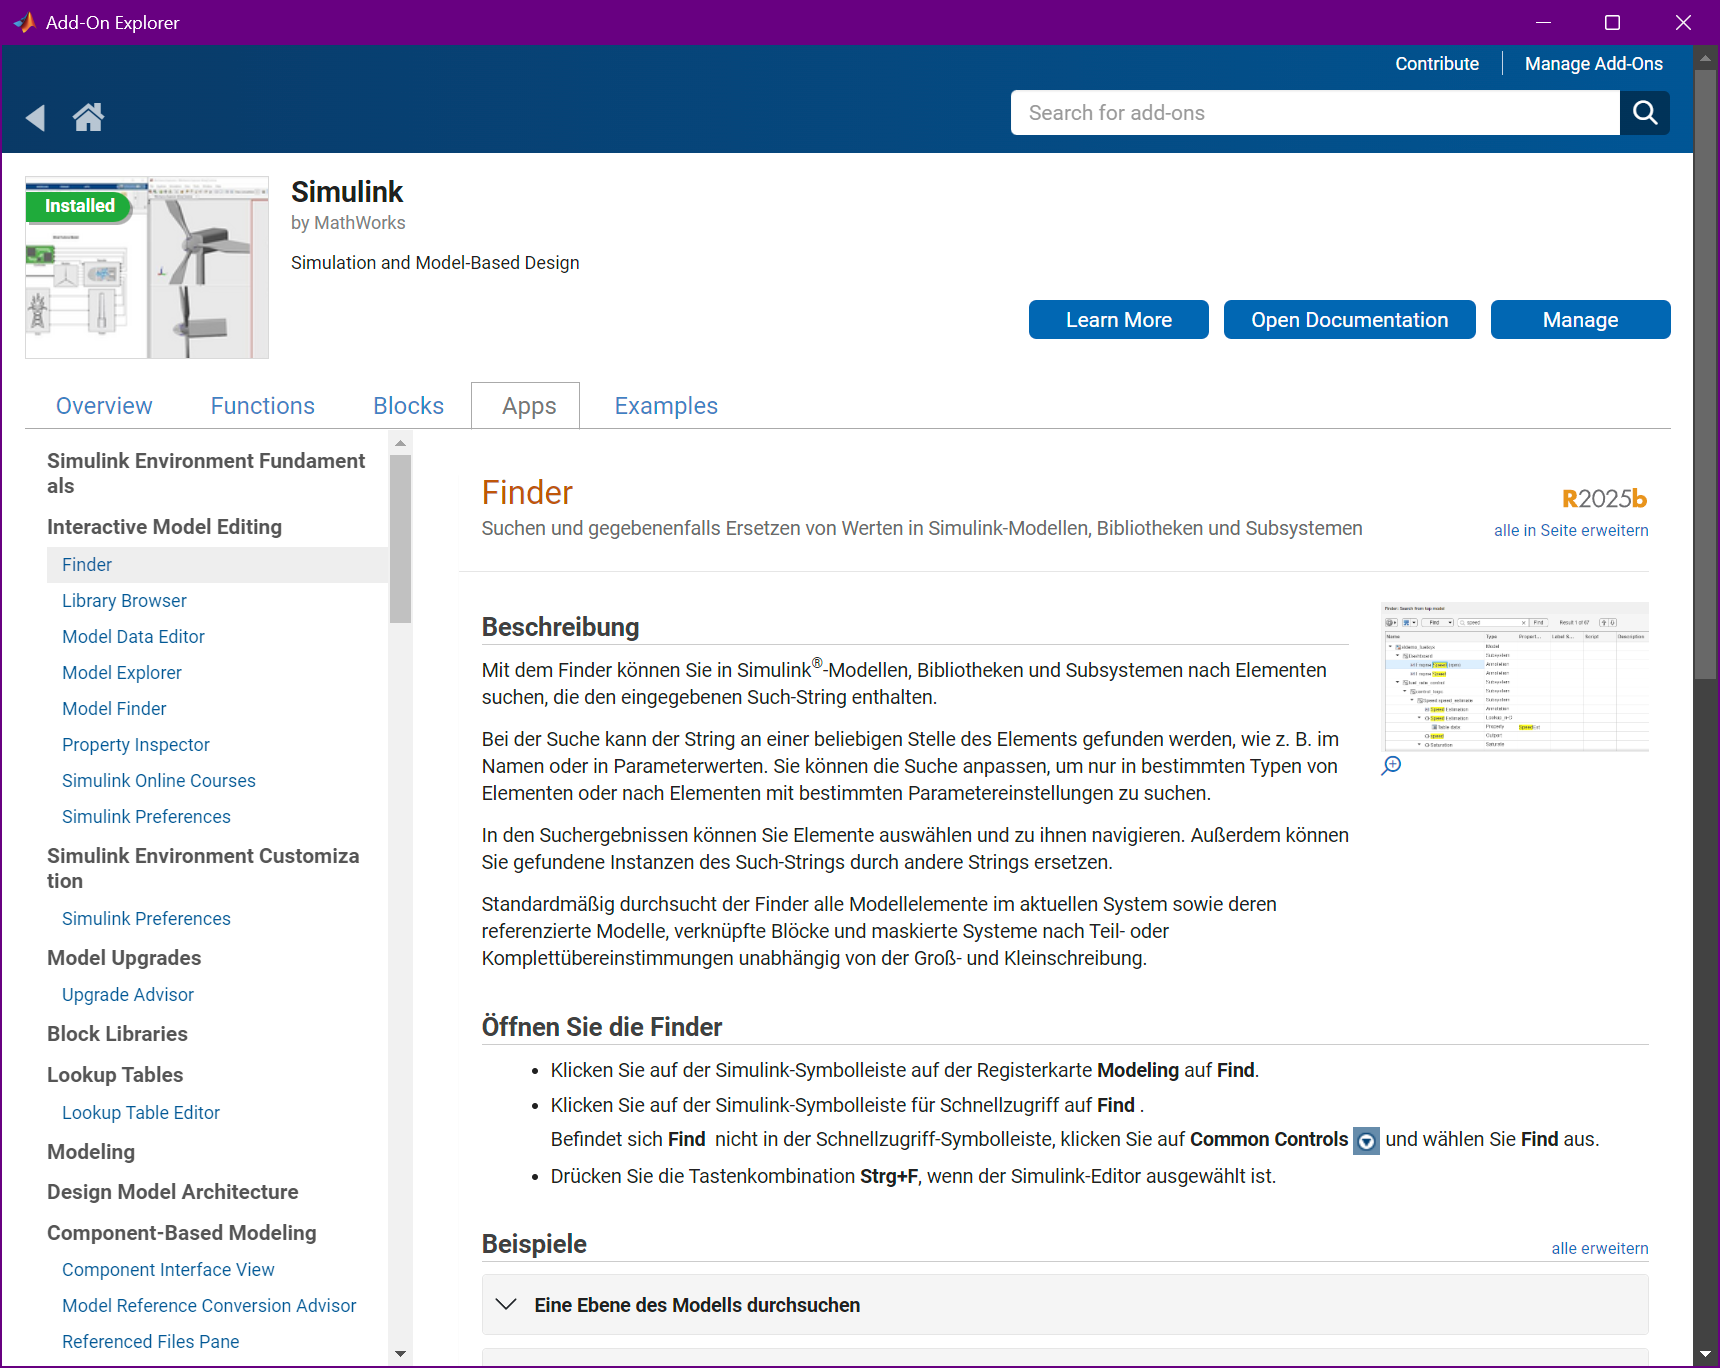 Add-On Explorer
Contribute
Manage Add-Ons
Search for add-ons
Installed
Simulink
by MathWorks
Simulation and Model-Based Design
Learn More
Open Documentation
Manage
Overview
Functions
Blocks
Apps
Examples
Simulink Environment Fundament
als
Interactive Model Editing
Finder
Library Browser
Model Data Editor
Model Explorer
Model Finder
Property Inspector
Simulink Online Courses
Simulink Preferences
Simulink Environment Customiza
tion
Simulink Preferences
Model Upgrades
Upgrade Advisor
Block Libraries
Lookup Tables
Lookup Table Editor
Modeling
Design Model Architecture
Component-Based Modeling
Component Interface View
Model Reference Conversion Advisor
Referenced Files Pane
Finder
Suchen und gegebenenfalls Ersetzen von Werten in Simulink-Modellen, Bibliotheken und Subsystemen
R2025b
alle in Seite erweitern
Beschreibung
Mit dem Finder können Sie in Simulink®-Modellen, Bibliotheken und Subsystemen nach Elementen
suchen, die den eingegebenen Such-String enthalten.
Bei der Suche kann der String an einer beliebigen Stelle des Elements gefunden werden, wie z. B. im
Namen oder in Parameterwerten. Sie können die Suche anpassen, um nur in bestimmten Typen von
Elementen oder nach Elementen mit bestimmten Parametereinstellungen zu suchen.
In den Suchergebnissen können Sie Elemente auswählen und zu ihnen navigieren. Außerdem können
Sie gefundene Instanzen des Such-Strings durch andere Strings ersetzen.
Standardmäßig durchsucht der Finder alle Modellelemente im aktuellen System sowie deren
referenzierte Modelle, verknüpfte Blöcke und maskierte Systeme nach Teil- oder
Komplettübereinstimmungen unabhängig von der Groß- und Kleinschreibung.
Öffnen Sie die Finder
• Klicken Sie auf der Simulink-Symbolleiste auf der Registerkarte Modeling auf Find.
• Klicken Sie auf der Simulink-Symbolleiste für Schnellzugriff auf Find .
Befindet sich Find nicht in der Schnellzugriff-Symbolleiste, klicken Sie auf Common Controls und wählen Sie Find aus.
• Drücken Sie die Tastenkombination Strg+F, wenn der Simulink-Editor ausgewählt ist.
Beispiele
alle erweitern
Eine Ebene des Modells durchsuchen